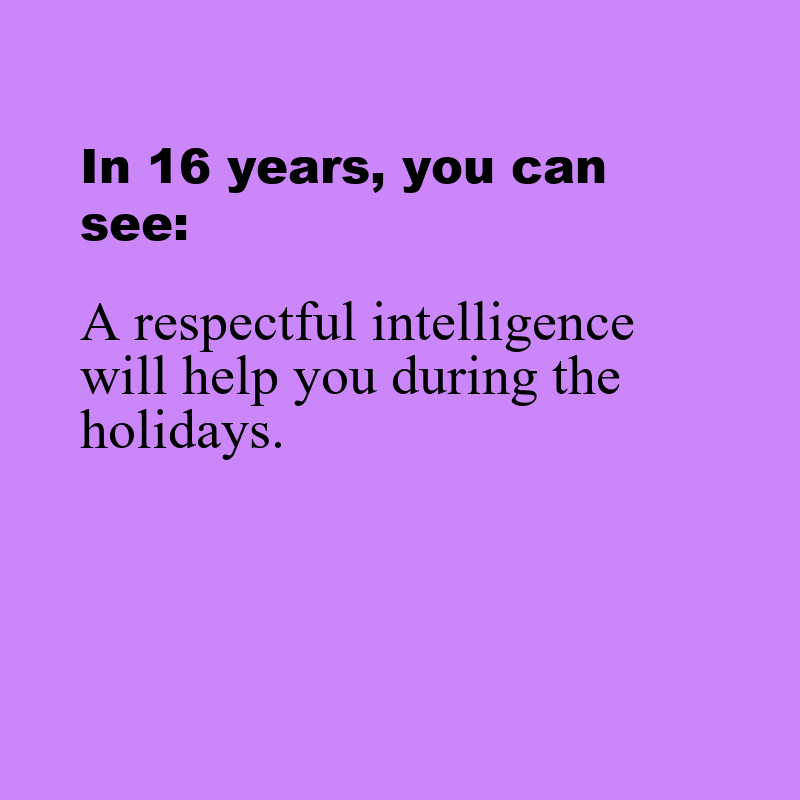 In 16 years, you can
see:
A respectful intelligence
will help you during the
holidays.